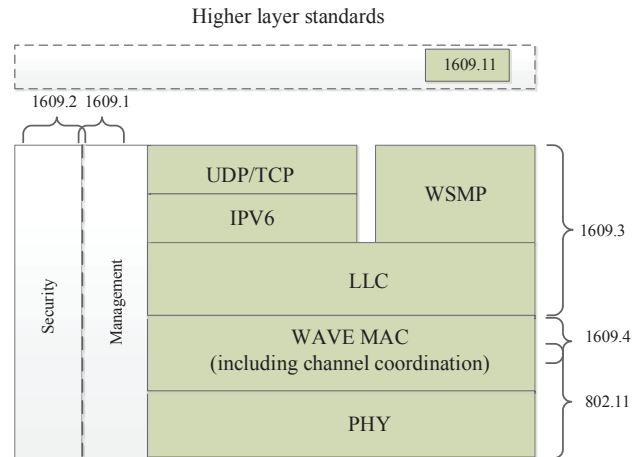 Higher layer standards
1609.11
1609.2
1609.1
UDP/TCP
WSMP
IPV6
1609.3
LLC
Security
Management
WAVE MAC
(including channel coordination)
1609.4
802.11
PHY